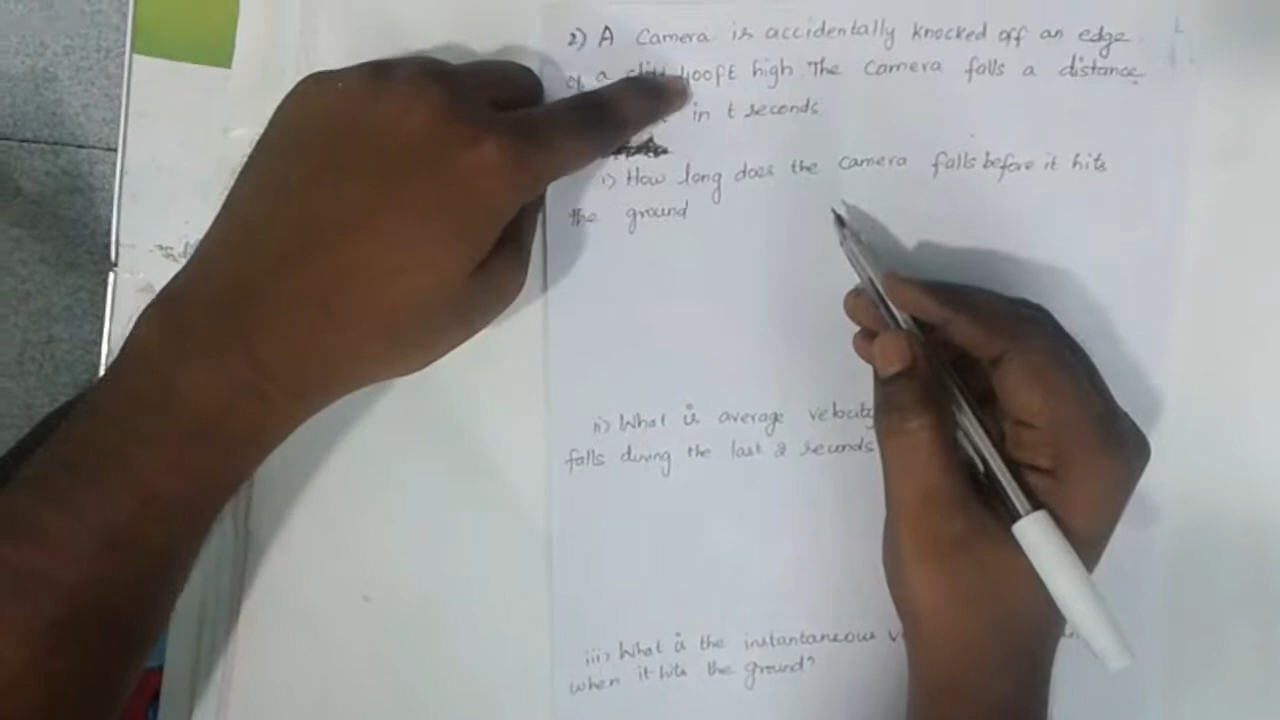 2) A Camera is accidentally knocked off an edge
of a 400ft high The Camera falls a distance
in t seconds
i) How long does the camera falls before it hits
the ground
ii) What is average velocity
falls during the last 2 seconds
iii) What is the instantaneous
when it hits the ground?